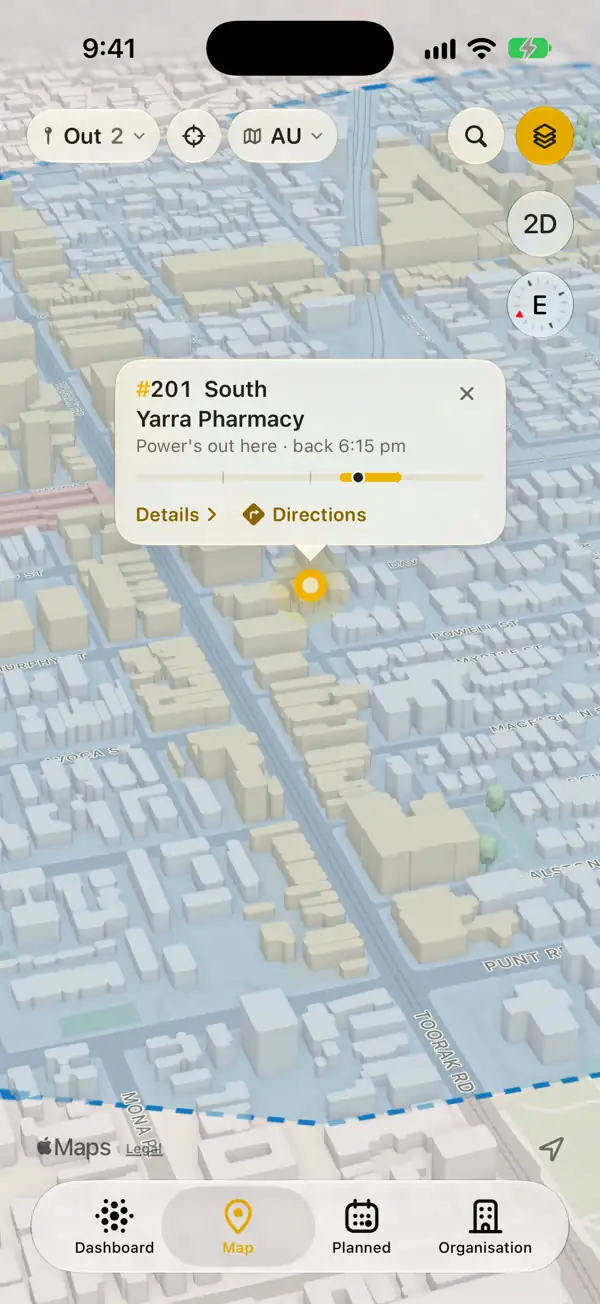 9:41
Out 2
AU
2D
E
#201 South
Yarra Pharmacy
Power's out here · back 6:15 pm
Details
Directions
POWELL ST
PUNT R
TOORAK RD
MONA P
Maps
Legal
Dashboard
Map
Planned
Organisation